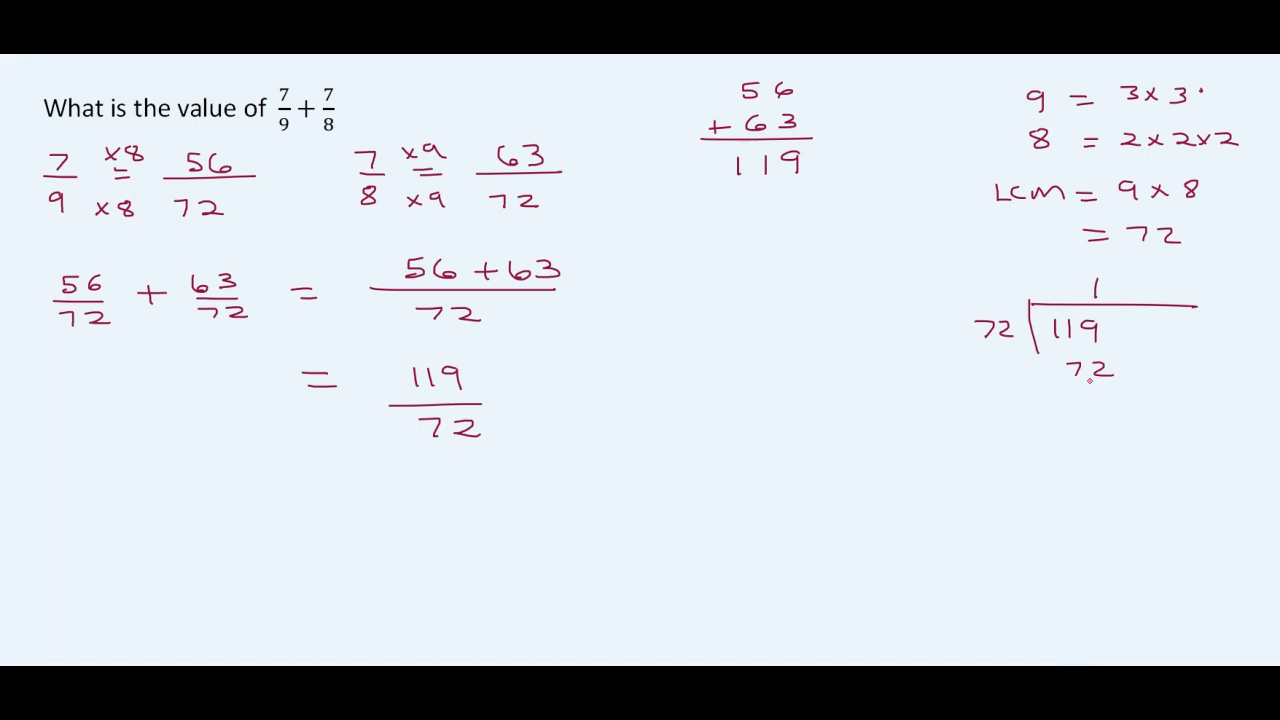 What is the value of 7/9 + 7/8
7/9 ×8 = ×8 56/72
7/8 ×9 = ×9 63/72
56/72 + 63/72 = 56 + 63/72
= 119/72
56
+ 63
119
9 = 3 × 3 ·
8 = 2 × 2 × 2
LCM = 9 × 8
= 72
1
72 119
72